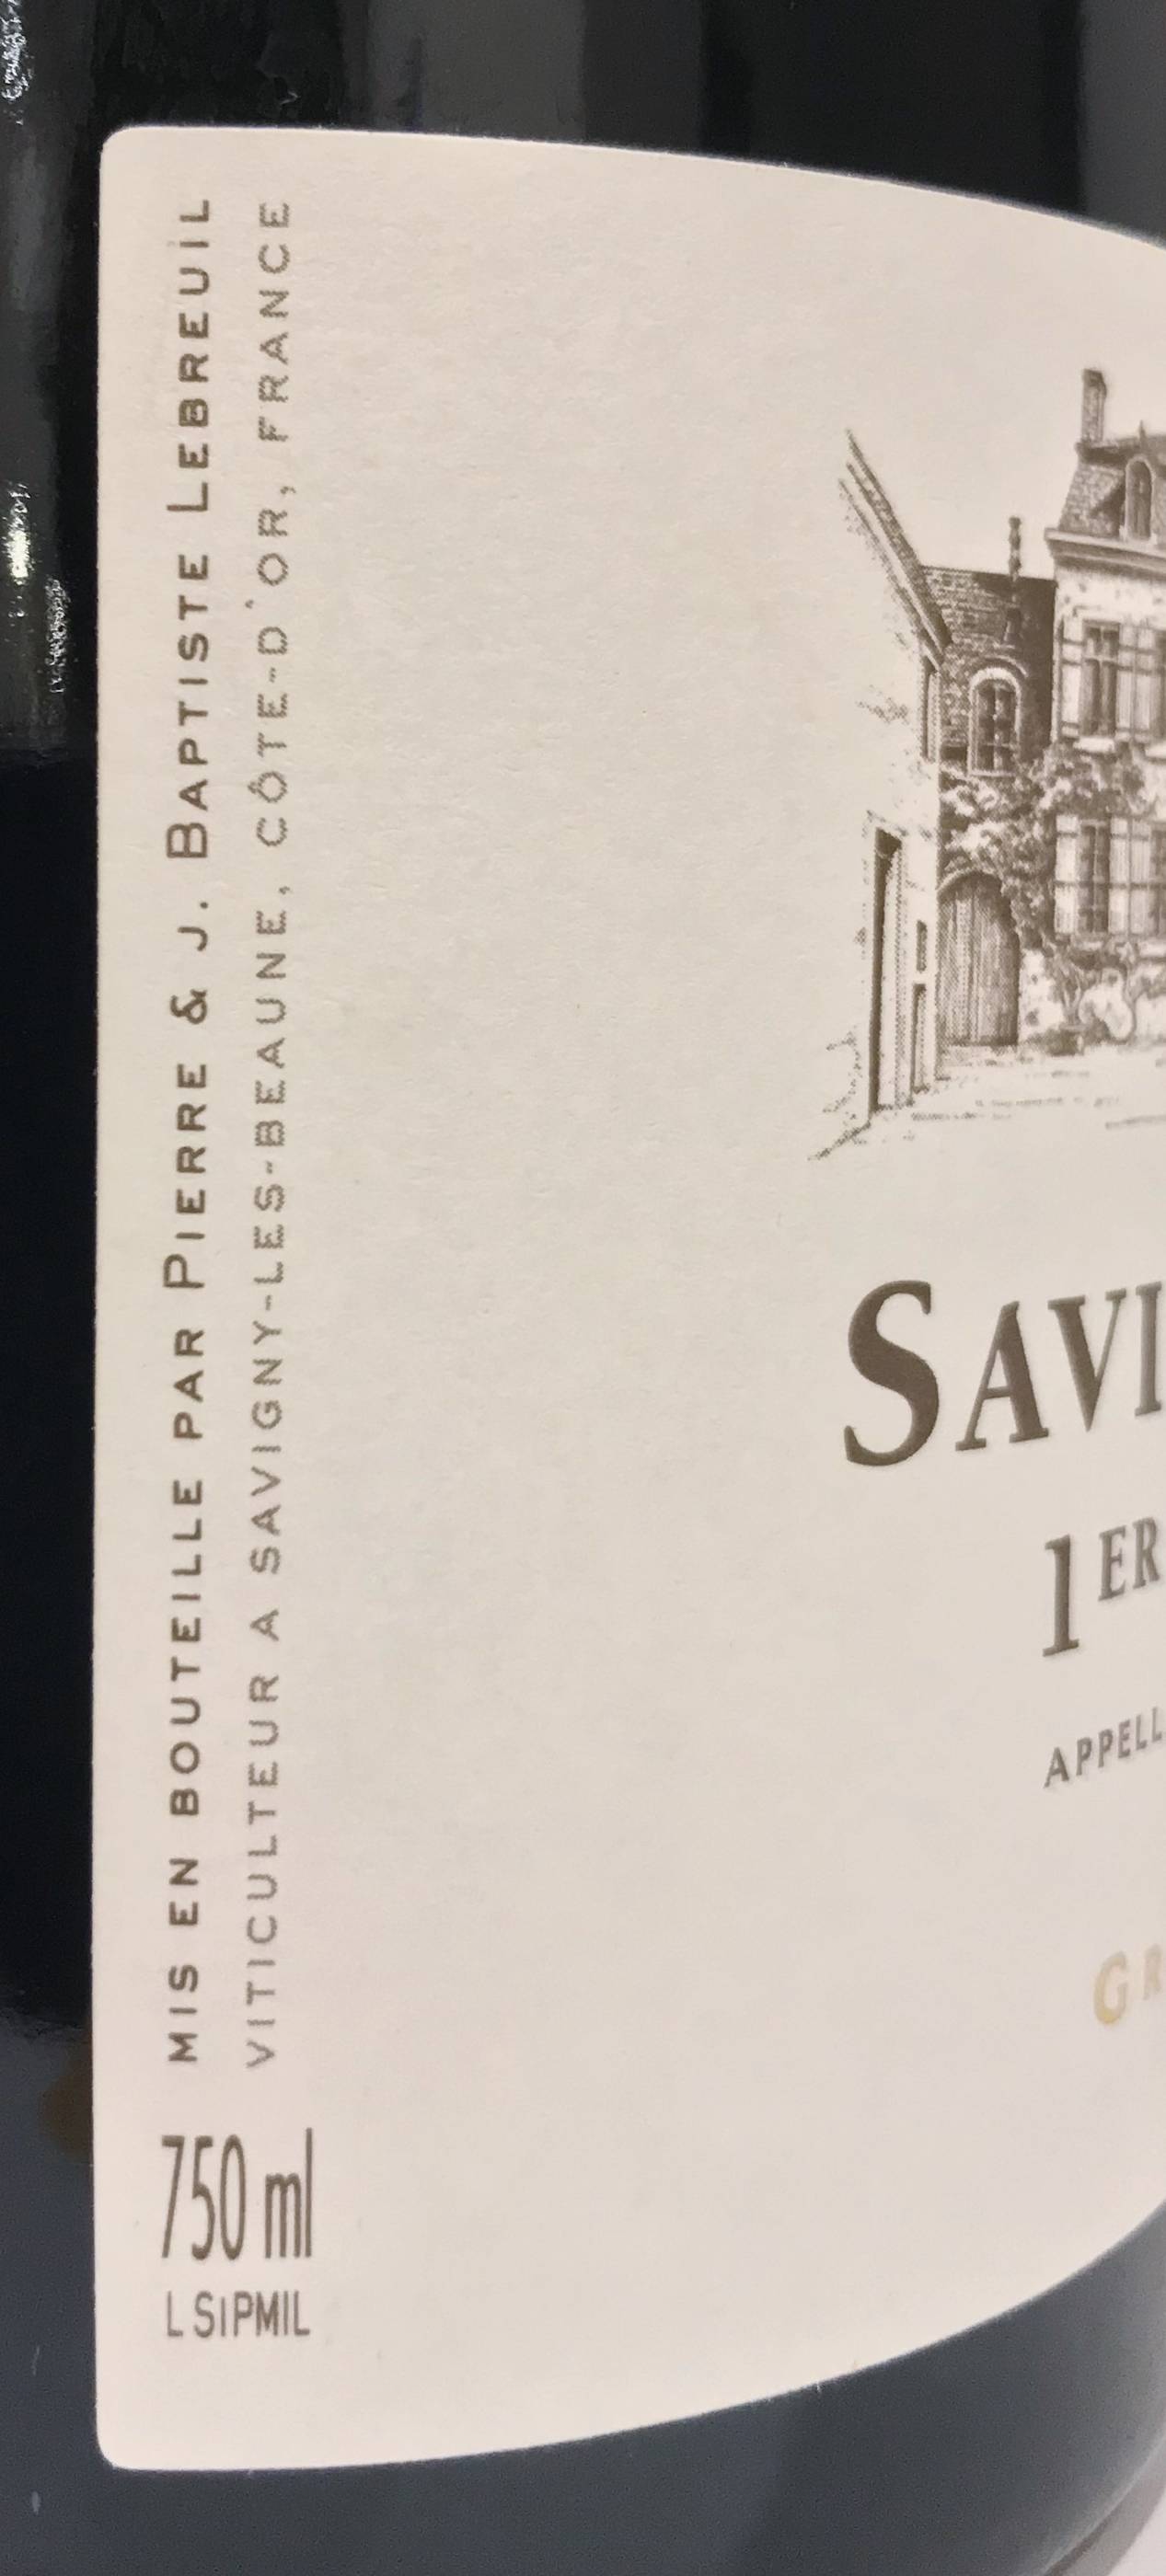 MIS EN BOUTEILLE PAR PIERRE & J. BAPTISTE LEBREUIL
VITICULTEUR A SAVIGNY-LES-BEAUNE, CÔTE-D'OR, FRANCE
750 ml
L SIPMIL
SAVI
1ER
APPELL
GR